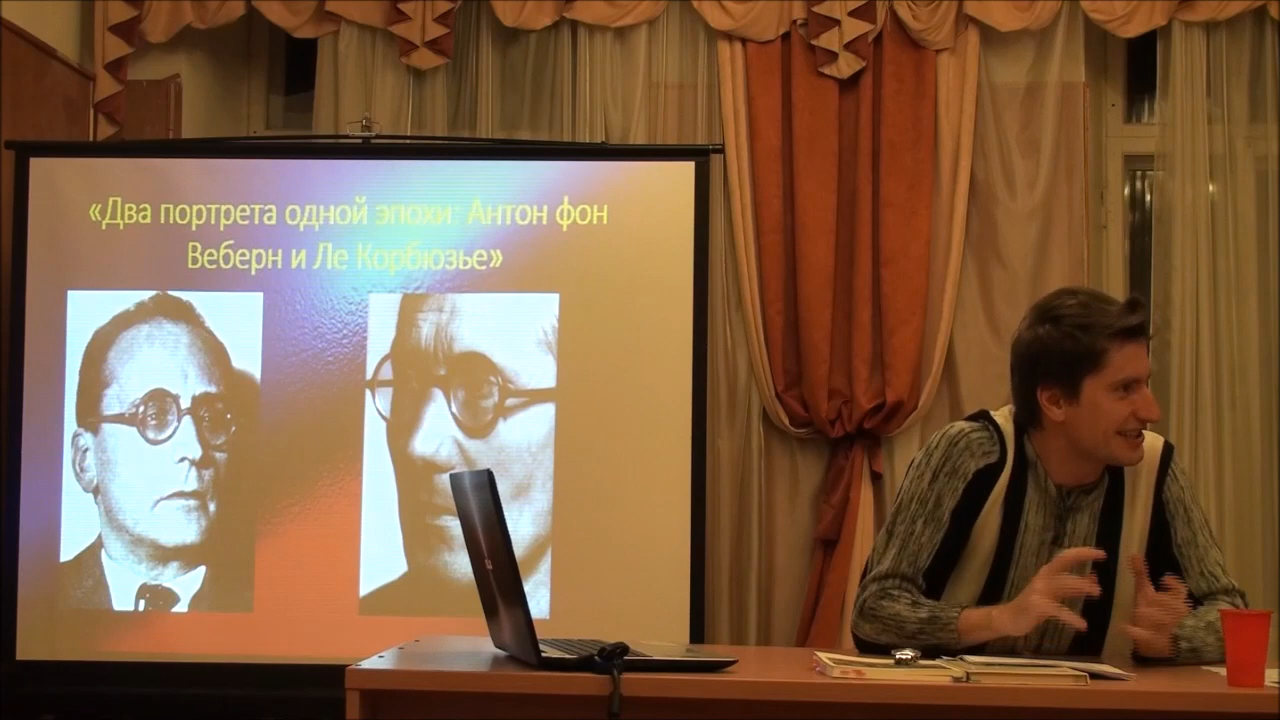 «Два портрета одной эпохи: Антон фон
Веберн и Ле Корбюзье»